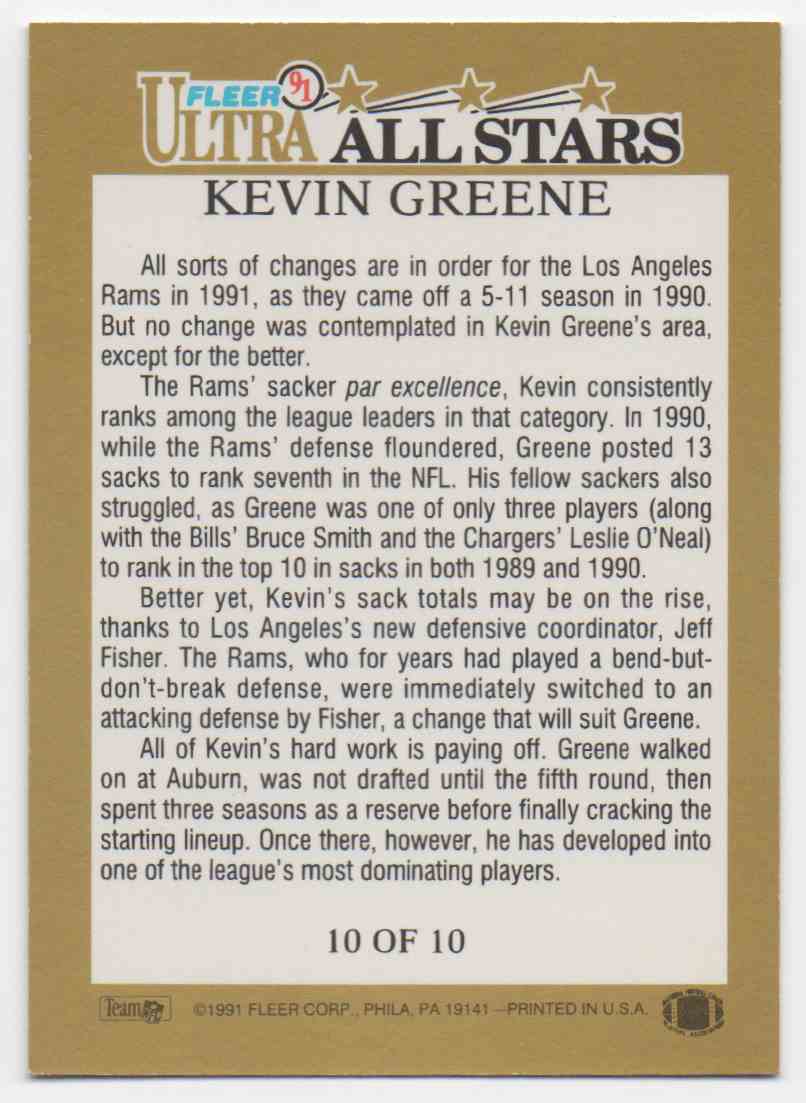 FLEER 91
ULTRA ALL STARS
KEVIN GREENE
All sorts of changes are in order for the Los Angeles
Rams in 1991, as they came off a 5-11 season in 1990.
But no change was contemplated in Kevin Greene's area,
except for the better.
The Rams' sacker par excellence, Kevin consistently
ranks among the league leaders in that category. In 1990,
while the Rams' defense floundered, Greene posted 13
sacks to rank seventh in the NFL. His fellow sackers also
struggled, as Greene was one of only three players (along
with the Bills' Bruce Smith and the Chargers' Leslie O'Neal)
to rank in the top 10 in sacks in both 1989 and 1990.
Better yet, Kevin's sack totals may be on the rise,
thanks to Los Angeles's new defensive coordinator, Jeff
Fisher. The Rams, who for years had played a bend-but-
don't-break defense, were immediately switched to an
attacking defense by Fisher, a change that will suit Greene.
All of Kevin's hard work is paying off. Greene walked
on at Auburn, was not drafted until the fifth round, then
spent three seasons as a reserve before finally cracking the
starting lineup. Once there, however, he has developed into
one of the league's most dominating players.
10 OF 10
Team ©1991 FLEER CORP., PHILA, PA 19141 – PRINTED IN U.S.A.